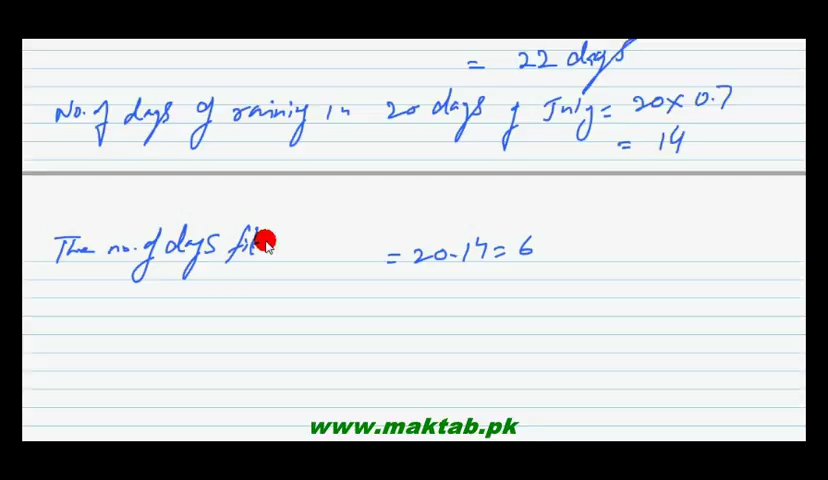 = 22 days
No. of days of raining in 20 days of July = 20 × 0.7
= 14
The no. of days fit = 20-14 = 6
www.maktab.pk